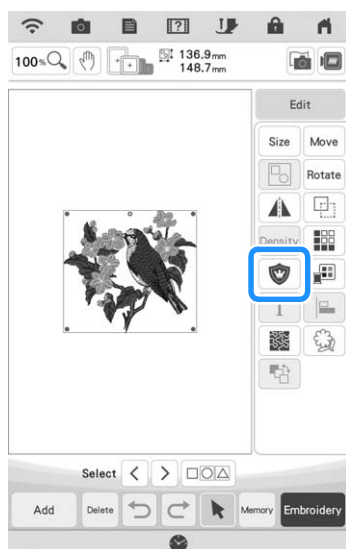 ?
100%
136.9mm
148.7mm
Edit
Size Move
Rotate
Density
Select
Add Delete Memory Embroidery